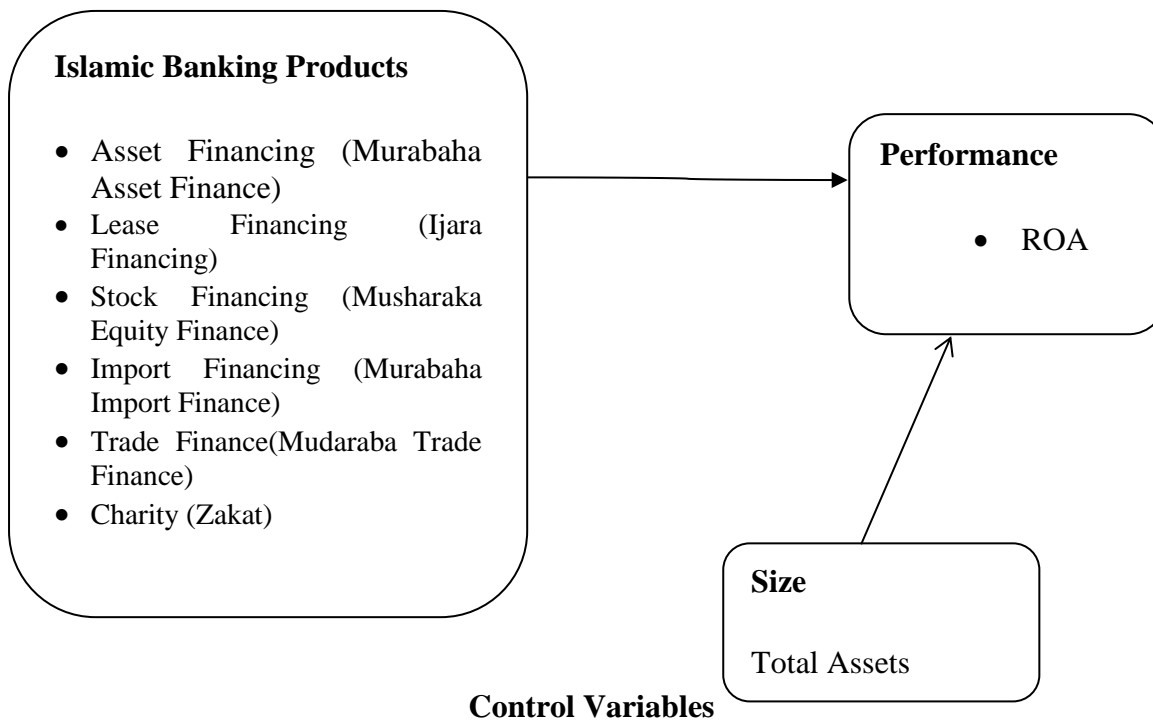 Islamic Banking Products
• Asset Financing (Murabaha
Asset Finance)
• Lease Financing (Ijara
Financing)
• Stock Financing (Musharaka
Equity Finance)
• Import Financing (Murabaha
Import Finance)
• Trade Finance(Mudaraba Trade
Finance)
• Charity (Zakat)
Performance
• ROA
Size
Total Assets
Control Variables